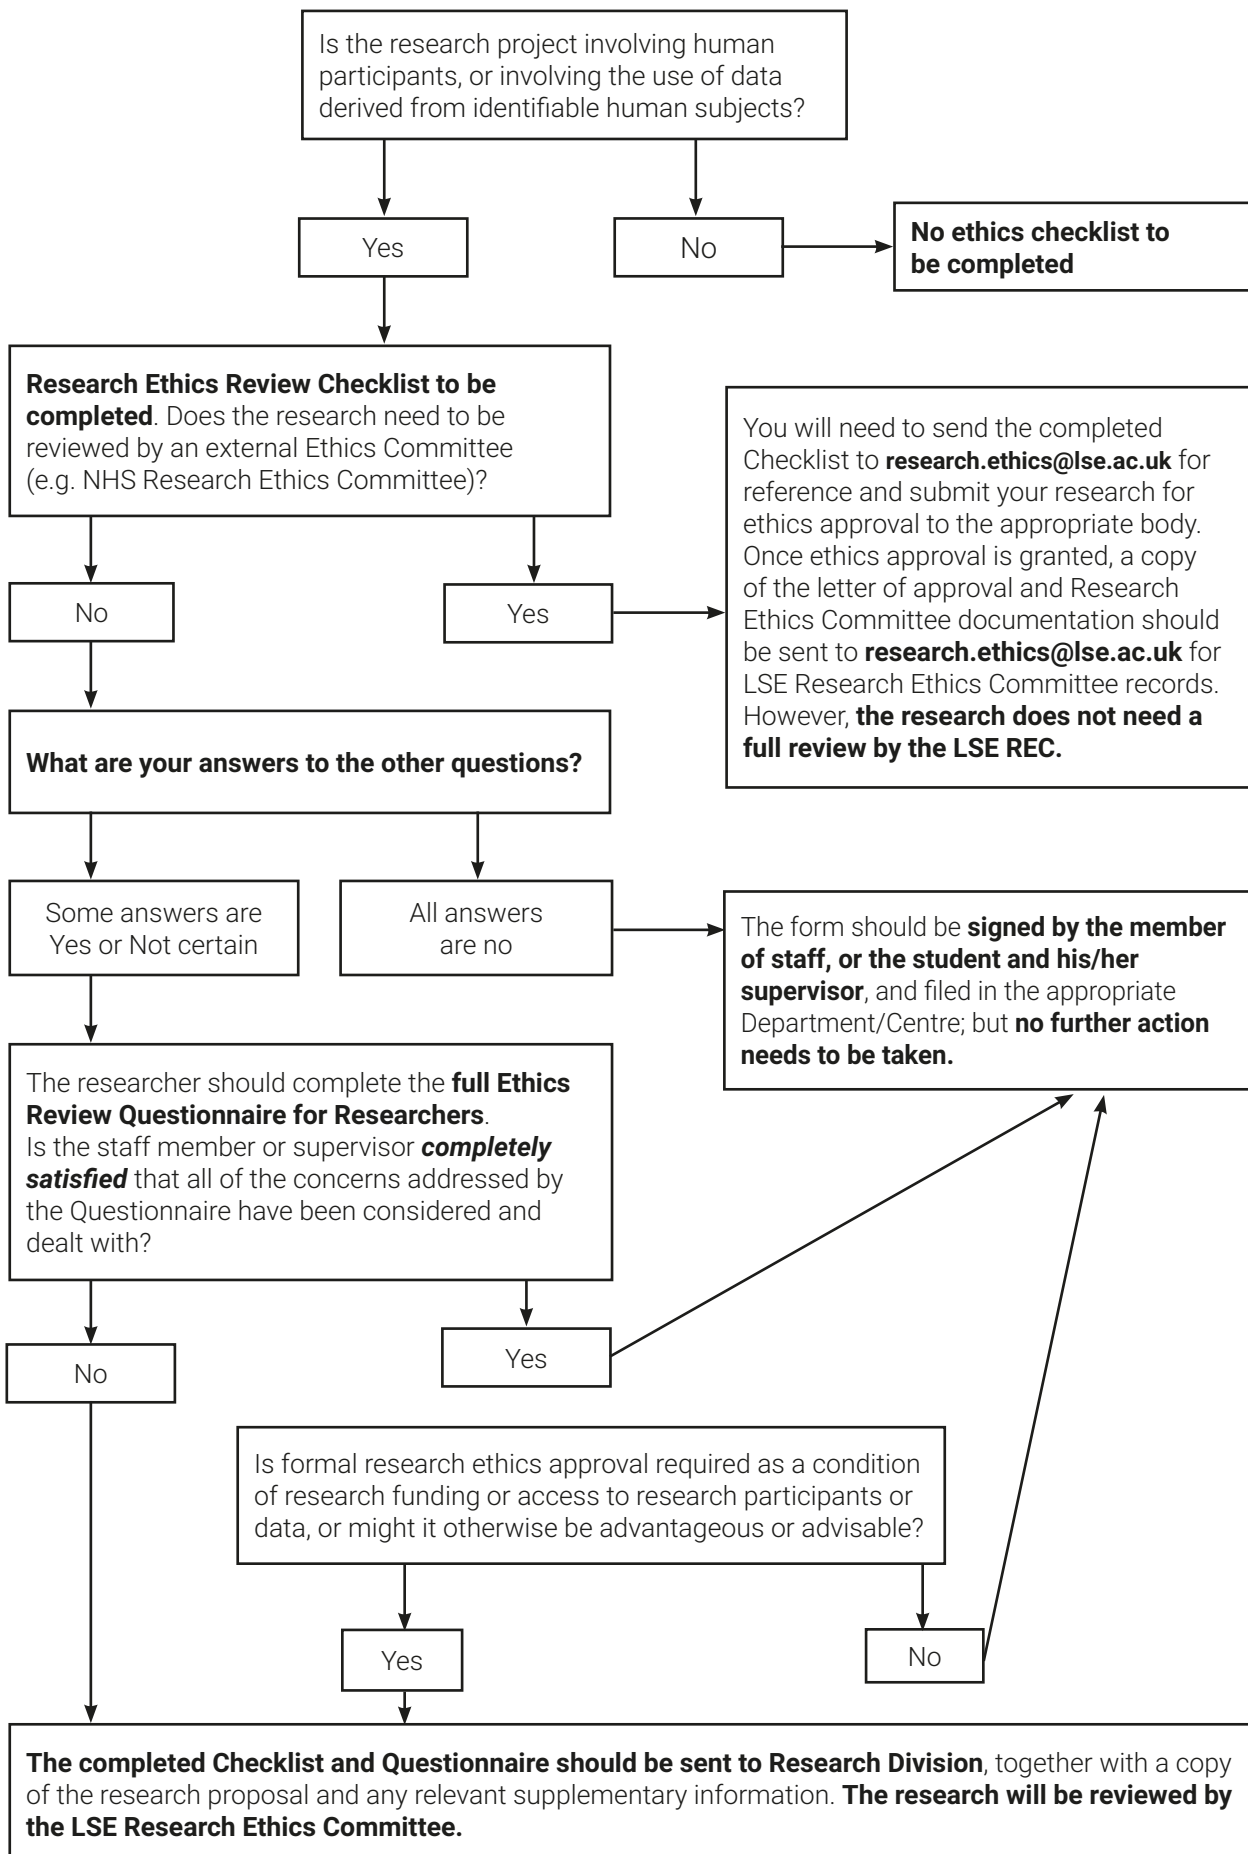 Is the research project involving human
participants, or involving the use of data
derived from identifiable human subjects?
Yes
No
No ethics checklist to
be completed
Research Ethics Review Checklist to be
completed. Does the research need to be
reviewed by an external Ethics Committee
(e.g. NHS Research Ethics Committee)?
No
Yes
You will need to send the completed
Checklist to research.ethics@lse.ac.uk for
reference and submit your research for
ethics approval to the appropriate body.
Once ethics approval is granted, a copy
of the letter of approval and Research
Ethics Committee documentation should
be sent to research.ethics@lse.ac.uk for
LSE Research Ethics Committee records.
However, the research does not need a
full review by the LSE REC.
What are your answers to the other questions?
Some answers are
Yes or Not certain
All answers
are no
The form should be signed by the member
of staff, or the student and his/her
supervisor, and filed in the appropriate
Department/Centre; but no further action
needs to be taken.
The researcher should complete the full Ethics
Review Questionnaire for Researchers.
Is the staff member or supervisor completely
satisfied that all of the concerns addressed by
the Questionnaire have been considered and
dealt with?
No
Yes
Is formal research ethics approval required as a condition
of research funding or access to research participants or
data, or might it otherwise be advantageous or advisable?
Yes
No
The completed Checklist and Questionnaire should be sent to Research Division, together with a copy
of the research proposal and any relevant supplementary information. The research will be reviewed by
the LSE Research Ethics Committee.